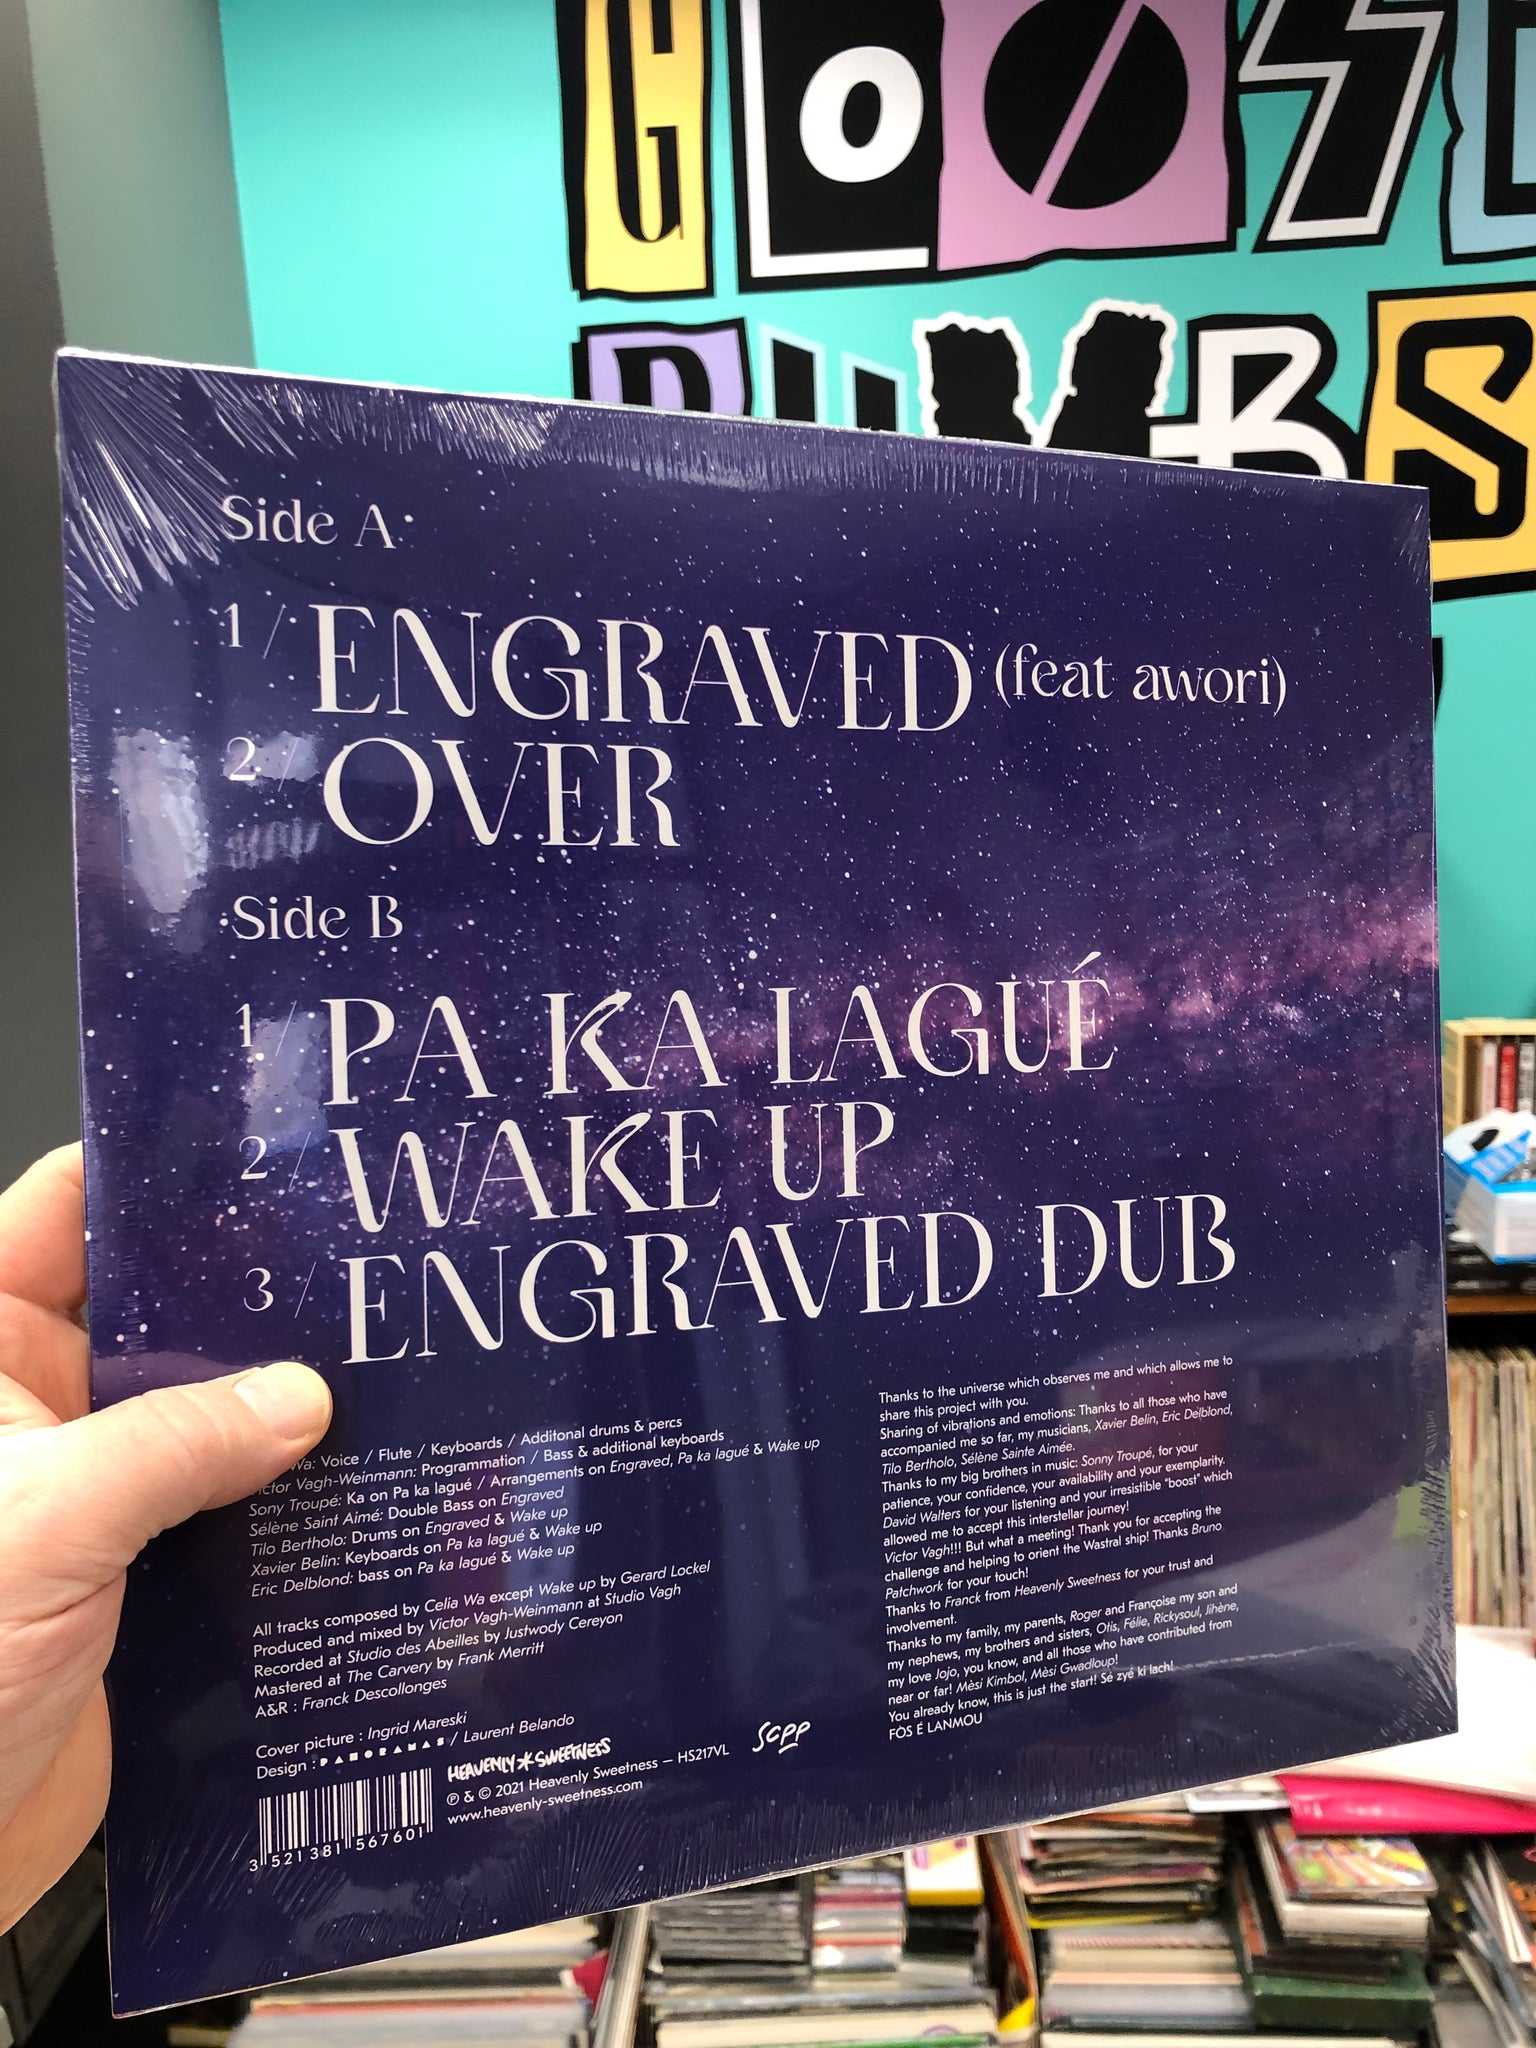 GOOSE
BUMBS
Side A
1/ ENGRAVED (feat awori)
2/ OVER
Side B
1/ PA KA LAGUÉ
2/ WAKE UP
3/ ENGRAVED DUB
Wa: Voice / Flute / Keyboards / Additonal drums & percs
Victor Vagh-Weinmann: Programmation / Bass & additional keyboards
Sony Troupé: Ka on Pa ka lagué / Arrangements on Engraved, Pa ka lagué & Wake up
Sélène Saint Aimé: Double Bass on Engraved
Tilo Bertholo: Drums on Engraved & Wake up
Xavier Belin: Keyboards on Pa ka lagué & Wake up
Eric Delblond: bass on Pa ka lagué & Wake up
All tracks composed by Celia Wa except Wake up by Gerard Lockel
Produced and mixed by Victor Vagh-Weinmann at Studio Vagh
Recorded at Studio des Abeilles by Justwody Cereyon
Mastered at The Carvery by Frank Merritt
A&R : Franck Descollonges
Cover picture : Ingrid Mareski
Design : PANORAMAS / Laurent Belando
HEAVENLY*SWEETNESS
℗ & © 2021 Heavenly Sweetness – HS217VL
www.heavenly-sweetness.com
SCPP
3 521381 567601
Thanks to the universe which observes me and which allows me to
share this project with you.
Sharing of vibrations and emotions: Thanks to all those who have
accompanied me so far, my musicians, Xavier Belin, Eric Delblond,
Tilo Bertholo, Sélène Sainte Aimée.
Thanks to my big brothers in music: Sonny Troupé, for your
patience, your confidence, your availability and your exemplarity.
David Walters for your listening and your irresistible "boost" which
allowed me to accept this interstellar journey!
Victor Vagh!!! But what a meeting! Thank you for accepting the
challenge and helping to orient the Wastral ship! Thanks Bruno
Patchwork for your touch!
Thanks to Franck from Heavenly Sweetness for your trust and
involvement.
Thanks to my family, my parents, Roger and Françoise my son and
my nephews, my brothers and sisters, Otis, Félie, Rickysoul, Jihène,
my love Jojo, you know, and all those who have contributed from
near or far! Mèsi Kimbol, Mèsi Gwadloup!
You already know, this is just the start! Sé zyé ki lach!
FÒS É LANMOU